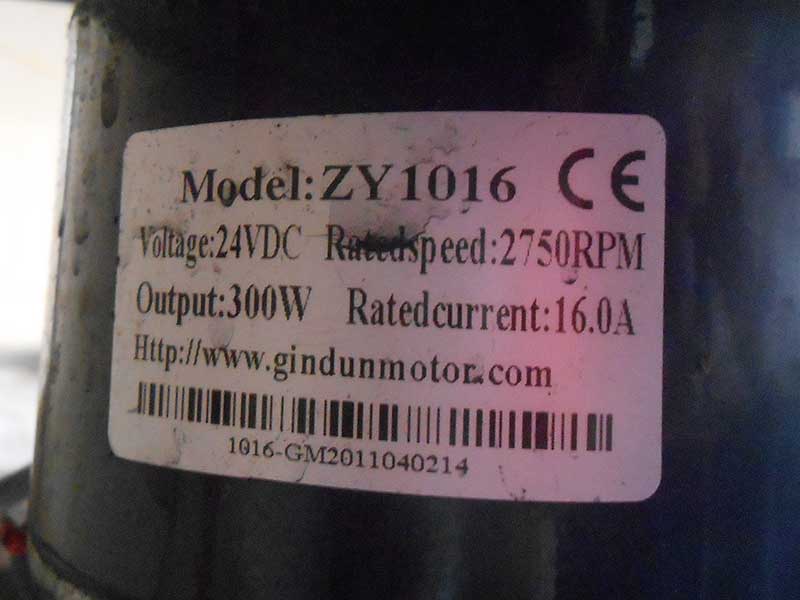 Model:ZY1016 CE
Voltage:24VDC Ratedspeed:2750RPM
Output:300W Ratedcurrent:16.0A
Http://www.gindunmotor.com
1016-GM2011040214